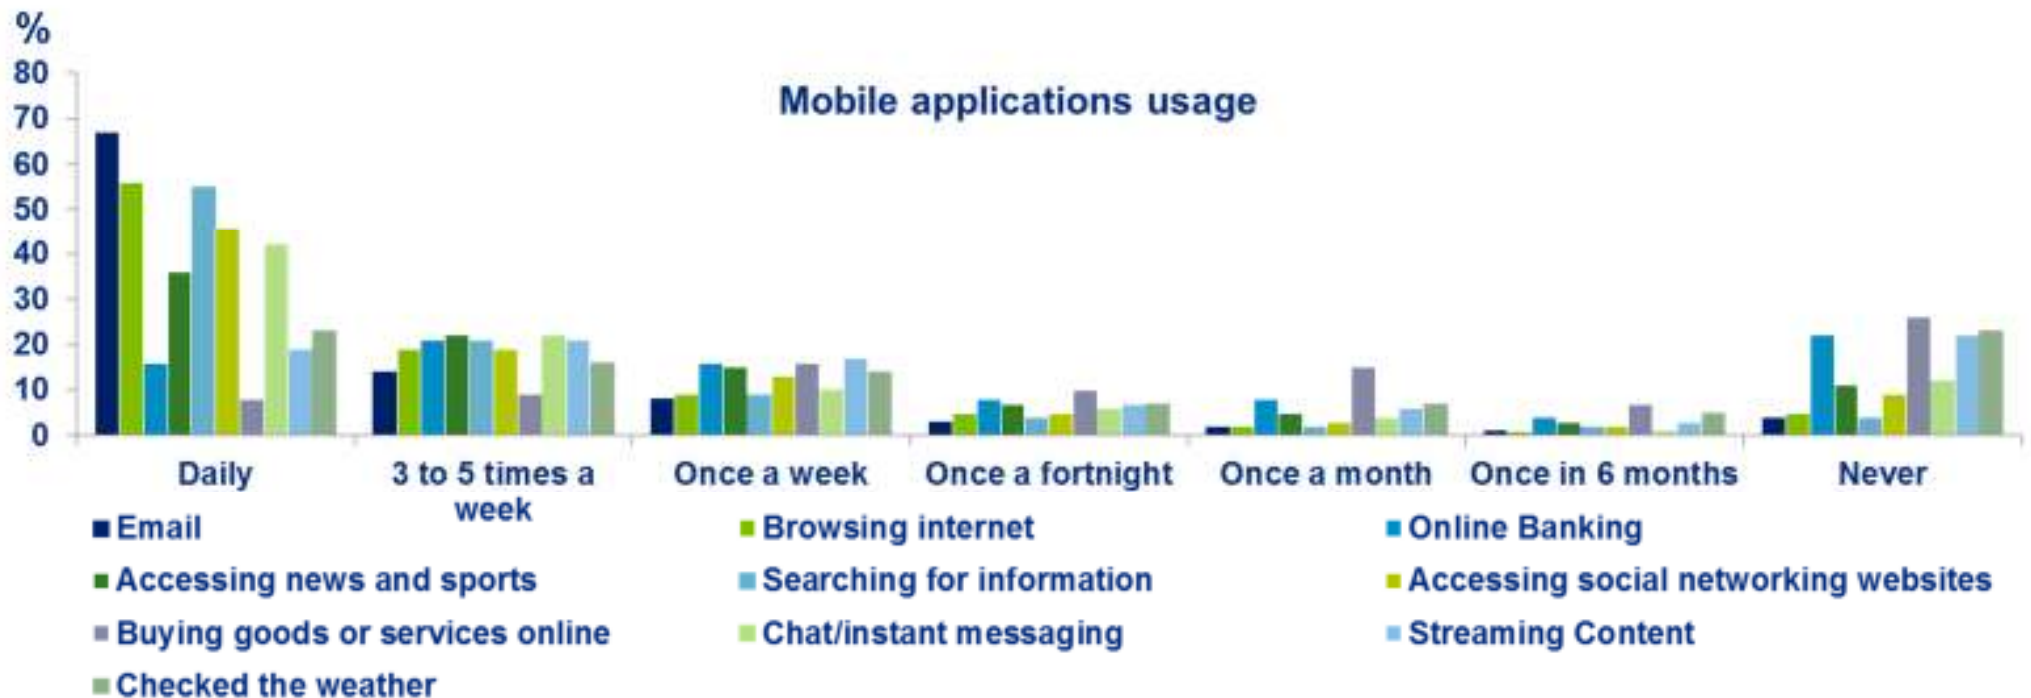 %
80
Mobile applications usage
70
60
50
40
30
20
10
0
Daily
3 to 5 times a
week
Once a week
Once a fortnight
Once a month
Once in 6 months
Never
Email
Browsing internet
Online Banking
Accessing news and sports
Searching for information
Accessing social networking websites
Buying goods or services online
Chat/instant messaging
Streaming Content
Checked the weather